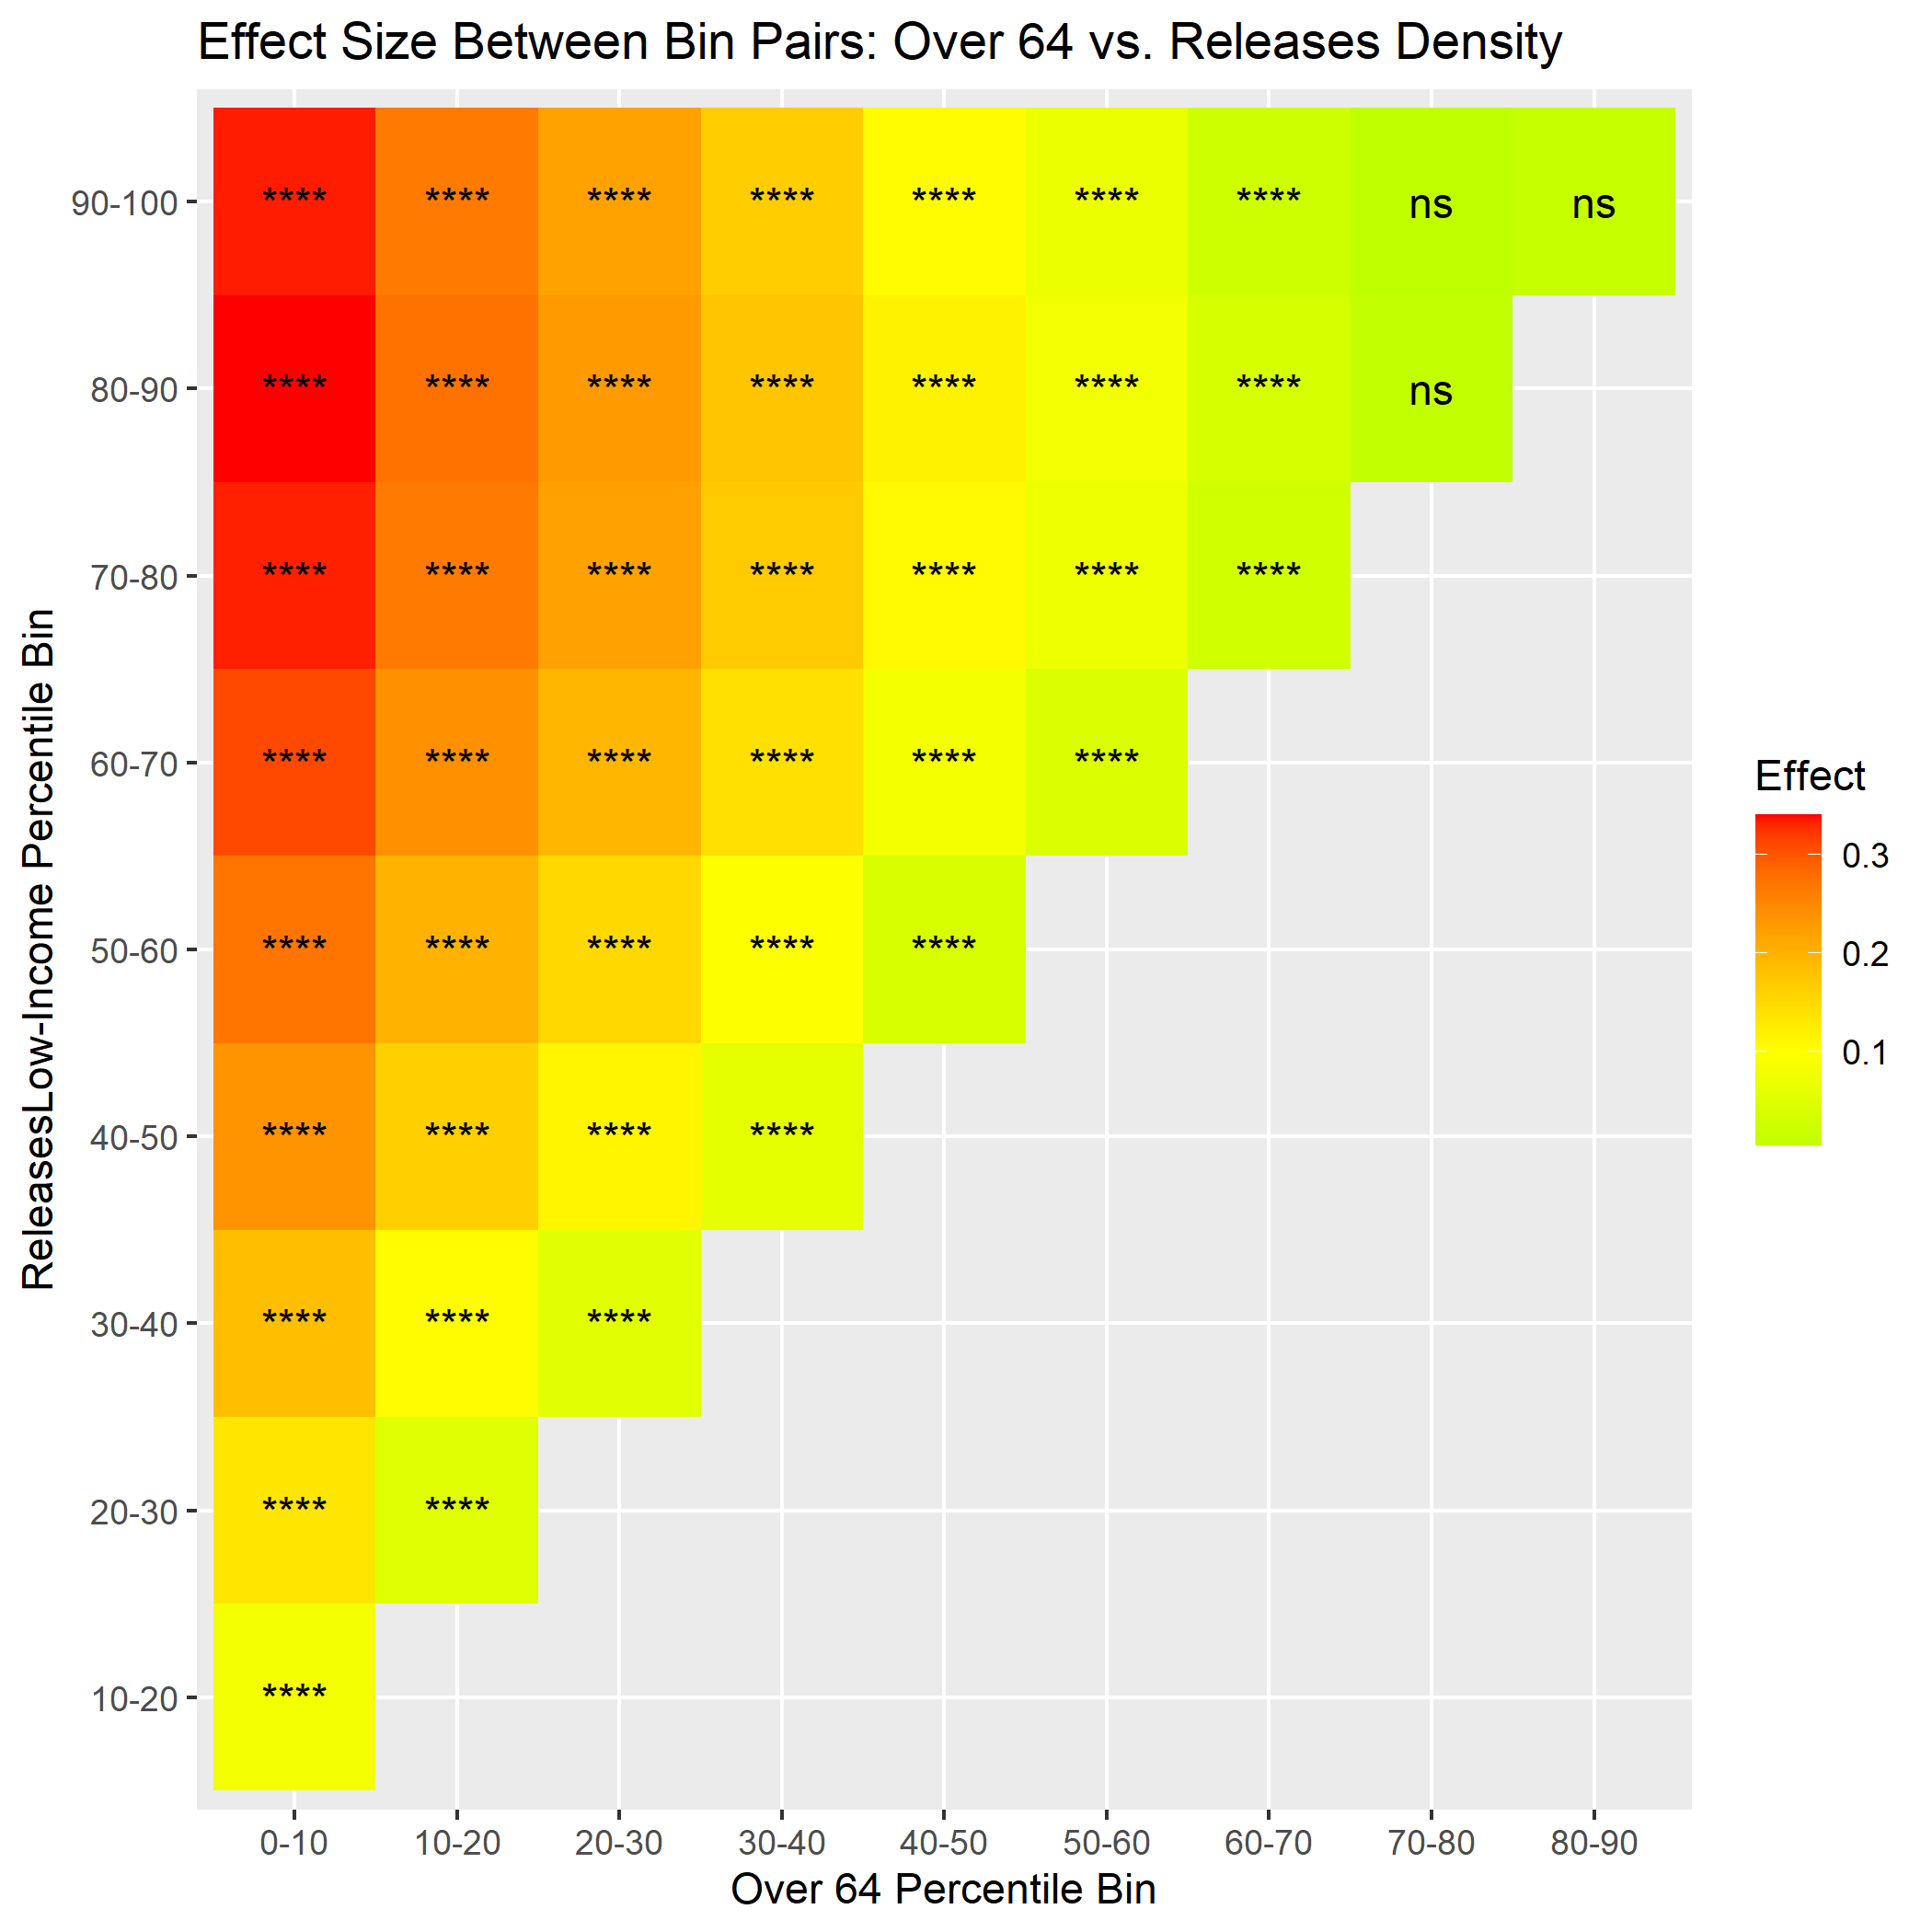 Effect Size Between Bin Pairs: Over 64 vs. Releases Density
ReleasesLow-Income Percentile Bin
90-100 **** **** **** **** **** **** **** ns ns
80-90 **** **** **** **** **** **** **** ns
70-80 **** **** **** **** **** **** ****
60-70 **** **** **** **** **** ****
50-60 **** **** **** **** ****
40-50 **** **** **** ****
30-40 **** **** ****
20-30 **** ****
10-20 ****
0-10 10-20 20-30 30-40 40-50 50-60 60-70 70-80 80-90
Over 64 Percentile Bin
Effect
0.3
0.2
0.1